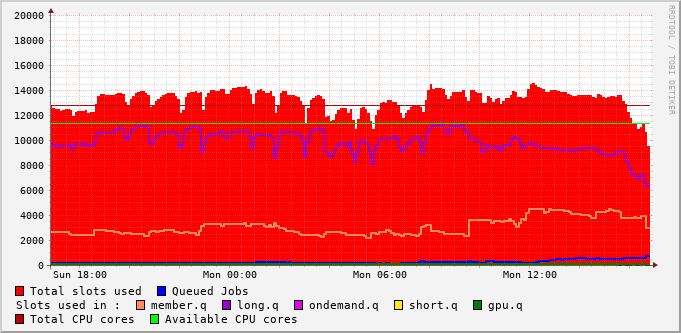 20000
18000
16000
14000
12000
10000
8000
6000
4000
2000
0
Sun 18:00 Mon 00:00 Mon 06:00 Mon 12:00
RRDTOOL / TOBI OETIKER
Total slots used Queued Jobs
Slots used in : member.q long.q ondemand.q short.q gpu.q
Total CPU cores Available CPU cores